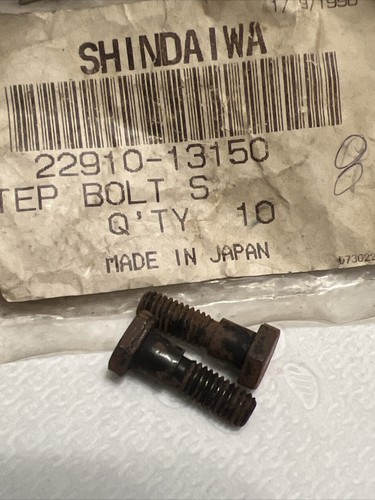 SHINDAIWA
22910-13150
TEP BOLT S
Q'TY 10
MADE IN JAPAN